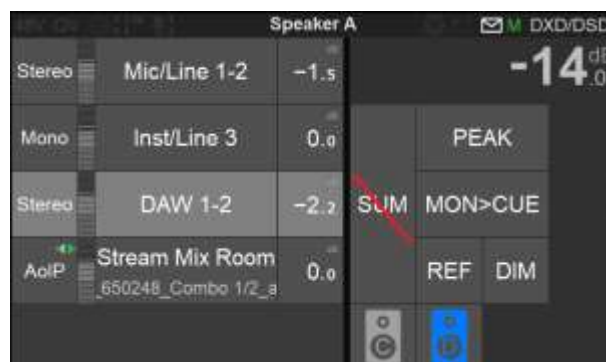 Speaker A
M DXD/DSD
-14.0 dB
Stereo Mic/Line 1-2 -1.5
Mono Inst/Line 3 0.0
PEAK
Stereo DAW 1-2 -2.2
SUM MON>CUE
AoIP Stream Mix Room 0.0
_650248_Combo 1/2_a
REF DIM
C